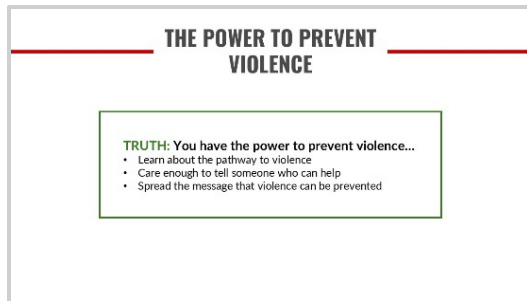 THE POWER TO PREVENT
VIOLENCE
TRUTH: You have the power to prevent violence...
• Learn about the pathway to violence
• Care enough to tell someone who can help
• Spread the message that violence can be prevented